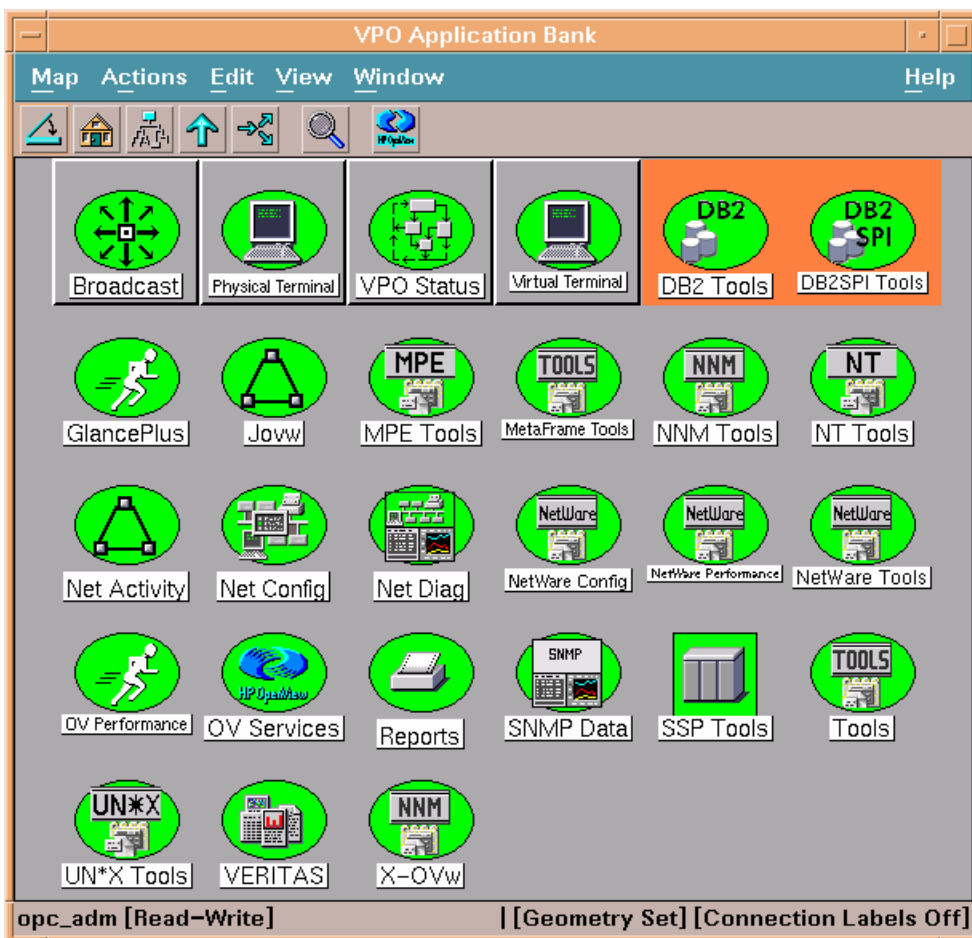 VPO Application Bank
Map Actions Edit View Window Help
HP OpenView
DB2 DB2 SPI
Broadcast Physical Terminal VPO Status Virtual Terminal DB2 Tools DB2SPI Tools
MPE TOOLS NNM NT
GlancePlus Jovw MPE Tools MetaFrame Tools NNM Tools NT Tools
NetWare NetWare NetWare
Net Activity Net Config Net Diag NetWare Config NetWare Performance NetWare Tools
HP OpenView SNMP TOOLS
OV Performance OV Services Reports SNMP Data SSP Tools Tools
UN*X NNM
UN*X Tools VERITAS X-OVw
opc_adm [Read-Write] | [Geometry Set] [Connection Labels Off]